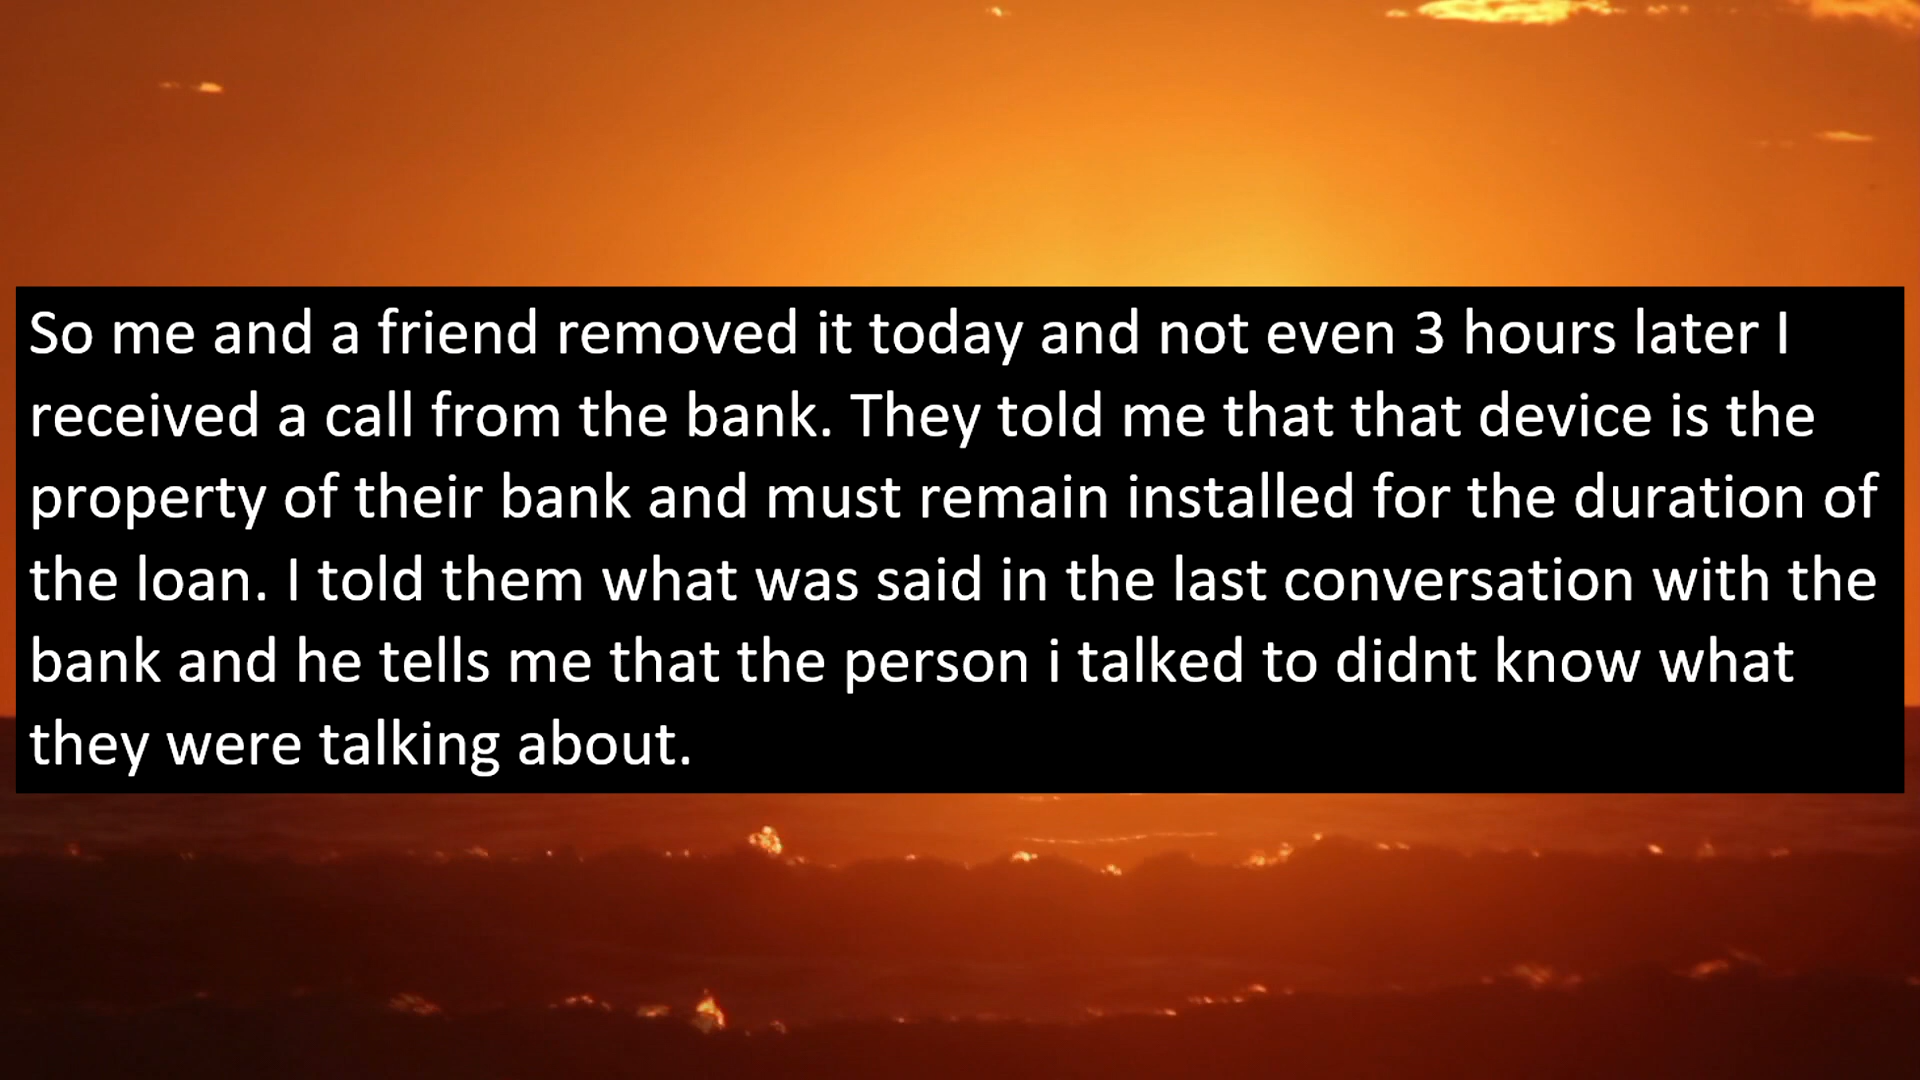 So me and a friend removed it today and not even 3 hours later I
received a call from the bank. They told me that that device is the
property of their bank and must remain installed for the duration of
the loan. I told them what was said in the last conversation with the
bank and he tells me that the person i talked to didnt know what
they were talking about.